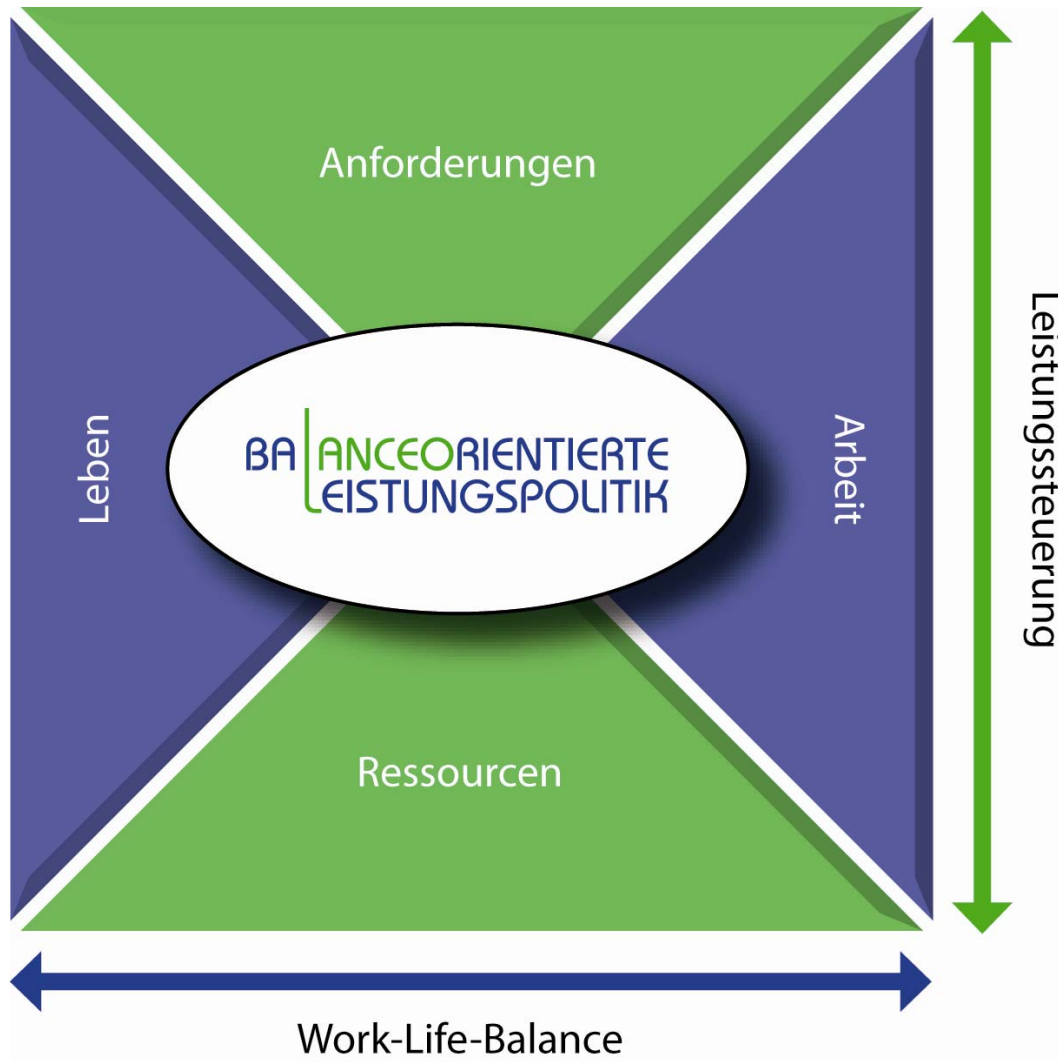 Anforderungen
Leben
BALANCEORIENTIERTE
LEISTUNGSPOLITIK
Arbeit
Leistungssteuerung
Ressourcen
Work-Life-Balance